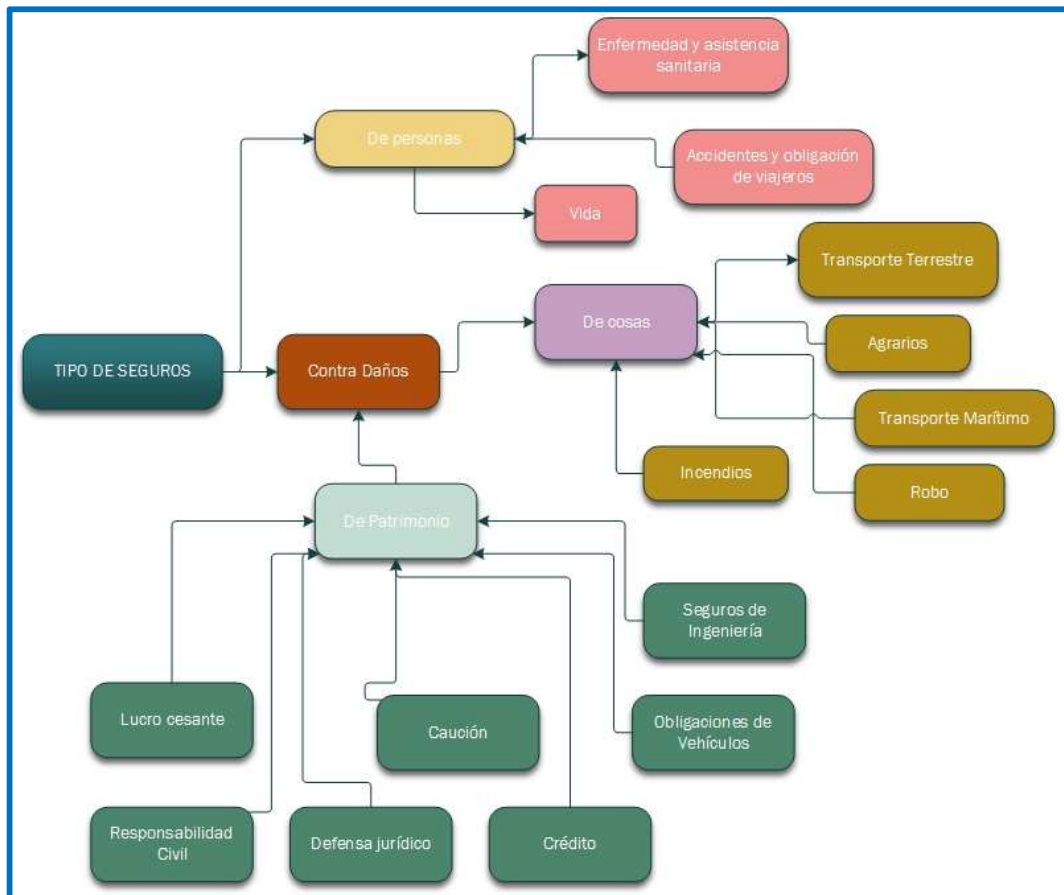 Enfermedad y asistencia
sanitaria
De personas
Accidentes y obligación
de viajeros
Vida
Transporte Terrestre
De cosas
Agrarios
TIPO DE SEGUROS
Contra Daños
Transporte Marítimo
Incendios
Robo
De Patrimonio
Seguros de
Ingeniería
Lucro cesante
Caución
Obligaciones de
Vehículos
Responsabilidad
Civil
Defensa jurídico
Crédito